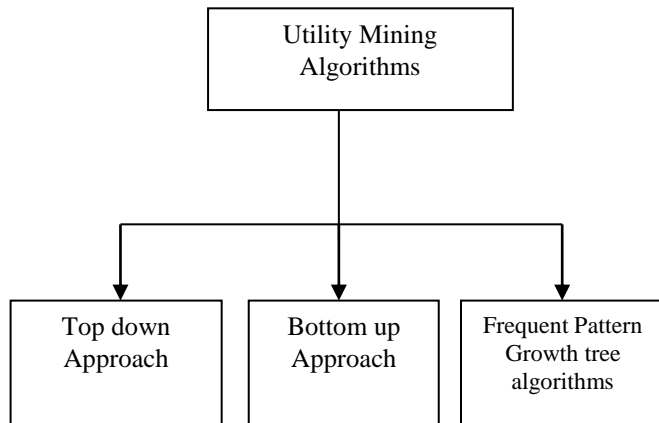 Utility Mining
Algorithms
Top down
Approach
Bottom up
Approach
Frequent Pattern
Growth tree
algorithms